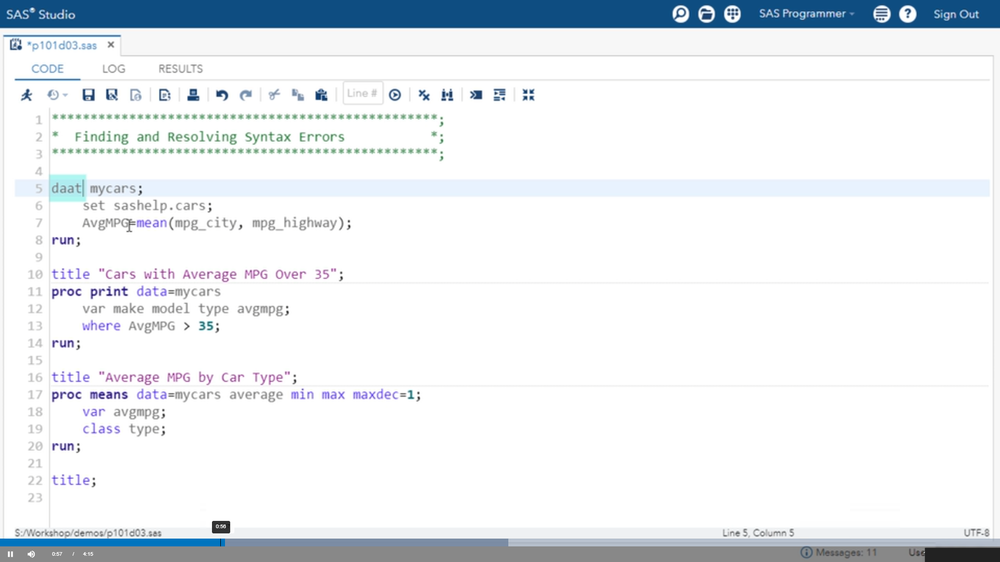 SAS® Studio
SAS Programmer
?
Sign Out
*p101d03.sas ×
CODE LOG RESULTS
Line #
1 **************************************************;
2 *  Finding and Resolving Syntax Errors           *;
3 **************************************************;
4
5 daat mycars;
6     set sashelp.cars;
7     AvgMPG=mean(mpg_city, mpg_highway);
8 run;
9
10 title "Cars with Average MPG Over 35";
11 proc print data=mycars
12     var make model type avgmpg;
13     where AvgMPG > 35;
14 run;
15
16 title "Average MPG by Car Type";
17 proc means data=mycars average min max maxdec=1;
18     var avgmpg;
19     class type;
20 run;
21
22 title;
23
0:56
S:/Workshop/demos/p101d03.sas Line 5, Column 5 UTF-8
0:57 / 4:15 Messages: 11